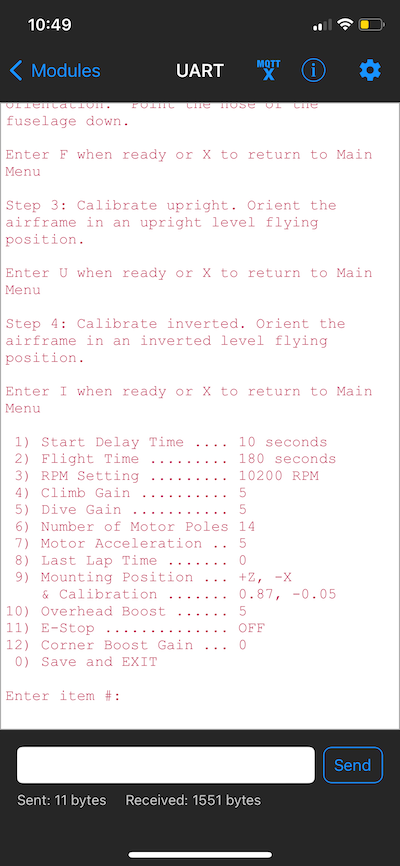 10:49
Modules
UART
MQTT
X
i
orientation.  Point the nose of the
fuselage down.
Enter F when ready or X to return to Main
Menu
Step 3: Calibrate upright. Orient the
airframe in an upright level flying
position.
Enter U when ready or X to return to Main
Menu
Step 4: Calibrate inverted. Orient the
airframe in an inverted level flying
position.
Enter I when ready or X to return to Main
Menu
 1) Start Delay Time .... 10 seconds
 2) Flight Time ......... 180 seconds
 3) RPM Setting ......... 10200 RPM
 4) Climb Gain .......... 5
 5) Dive Gain ........... 5
 6) Number of Motor Poles 14
 7) Motor Acceleration .. 5
 8) Last Lap Time ....... 0
 9) Mounting Position ... +Z, -X
    & Calibration ....... 0.87, -0.05
10) Overhead Boost ...... 5
11) E-Stop .............. OFF
12) Corner Boost Gain ... 0
 0) Save and EXIT
Enter item #:
Send
Sent: 11 bytes
Received: 1551 bytes